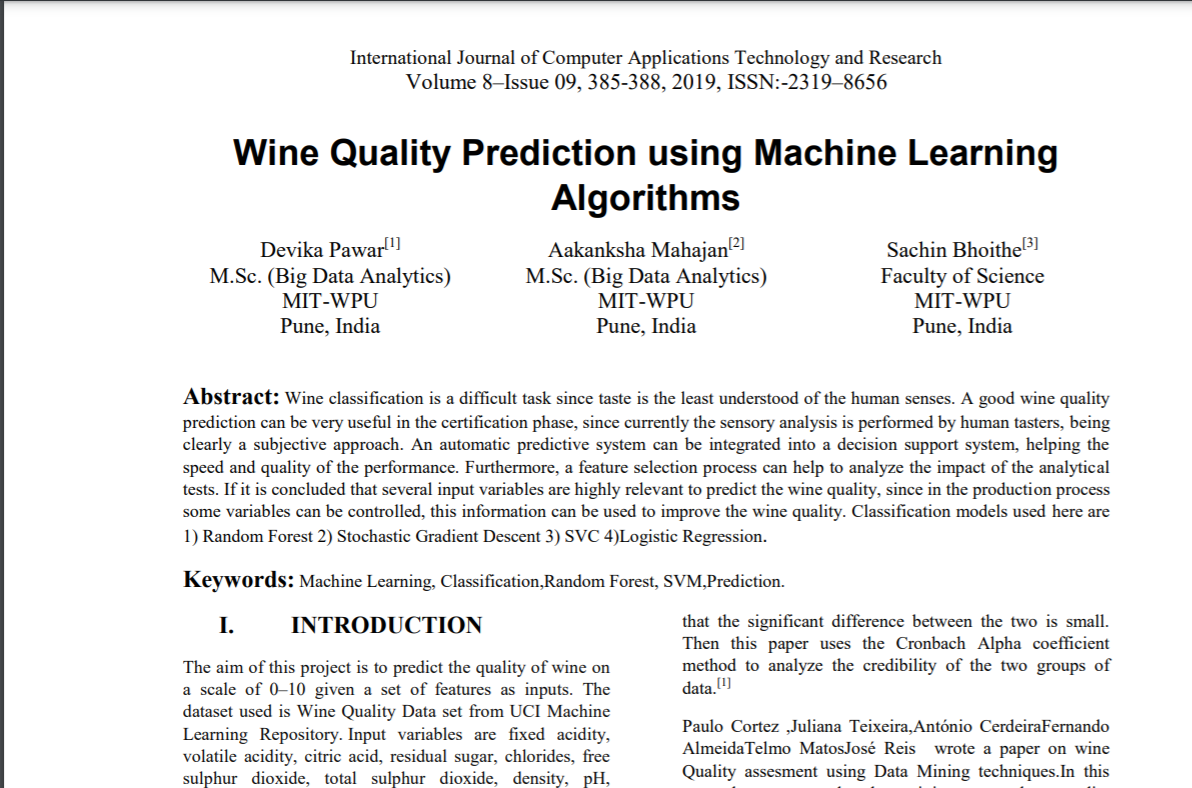 International Journal of Computer Applications Technology and Research
Volume 8–Issue 09, 385-388, 2019, ISSN:-2319–8656
Wine Quality Prediction using Machine Learning
Algorithms
Devika Pawar[1]
M.Sc. (Big Data Analytics)
MIT-WPU
Pune, India
Aakanksha Mahajan[2]
M.Sc. (Big Data Analytics)
MIT-WPU
Pune, India
Sachin Bhoithe[3]
Faculty of Science
MIT-WPU
Pune, India
Abstract: Wine classification is a difficult task since taste is the least understood of the human senses. A good wine quality
prediction can be very useful in the certification phase, since currently the sensory analysis is performed by human tasters, being
clearly a subjective approach. An automatic predictive system can be integrated into a decision support system, helping the
speed and quality of the performance. Furthermore, a feature selection process can help to analyze the impact of the analytical
tests. If it is concluded that several input variables are highly relevant to predict the wine quality, since in the production process
some variables can be controlled, this information can be used to improve the wine quality. Classification models used here are
1) Random Forest 2) Stochastic Gradient Descent 3) SVC 4)Logistic Regression.
Keywords: Machine Learning, Classification,Random Forest, SVM,Prediction.
I. INTRODUCTION
The aim of this project is to predict the quality of wine on
a scale of 0–10 given a set of features as inputs. The
dataset used is Wine Quality Data set from UCI Machine
Learning Repository. Input variables are fixed acidity,
volatile acidity, citric acid, residual sugar, chlorides, free
sulphur dioxide, total sulphur dioxide, density, pH,
that the significant difference between the two is small.
Then this paper uses the Cronbach Alpha coefficient
method to analyze the credibility of the two groups of
data.[1]
Paulo Cortez ,Juliana Teixeira,António CerdeiraFernando
AlmeidaTelmo MatosJosé Reis wrote a paper on wine
Quality assesment using Data Mining techniques.In this